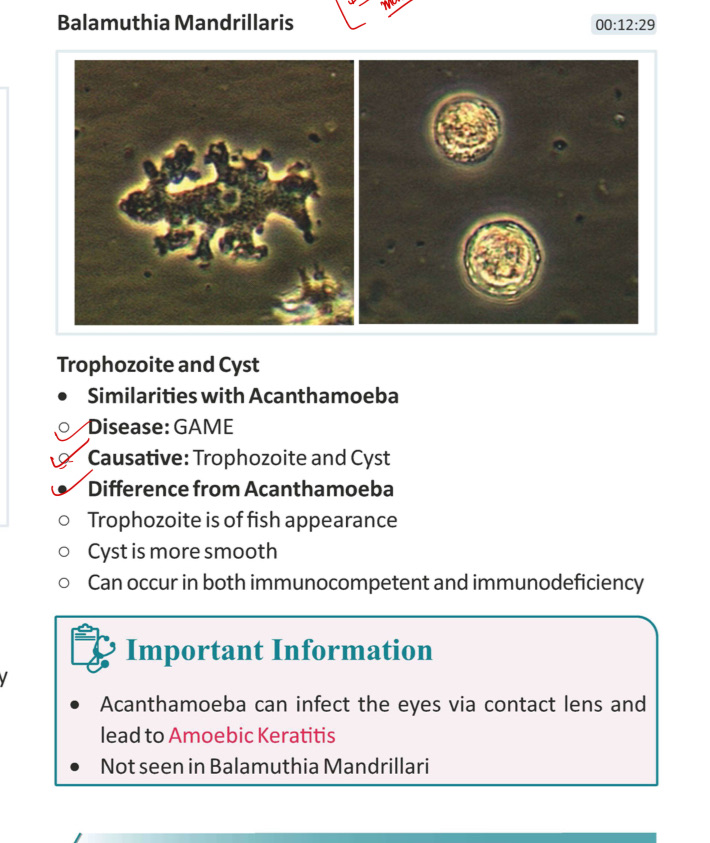 Balamuthia Mandrillaris
00:12:29
Trophozoite and Cyst
• Similarities with Acanthamoeba
○ Disease: GAME
○ Causative: Trophozoite and Cyst
• Difference from Acanthamoeba
○ Trophozoite is of fish appearance
○ Cyst is more smooth
○ Can occur in both immunocompetent and immunodeficiency
Important Information
• Acanthamoeba can infect the eyes via contact lens and
lead to Amoebic Keratitis
• Not seen in Balamuthia Mandrillari
y